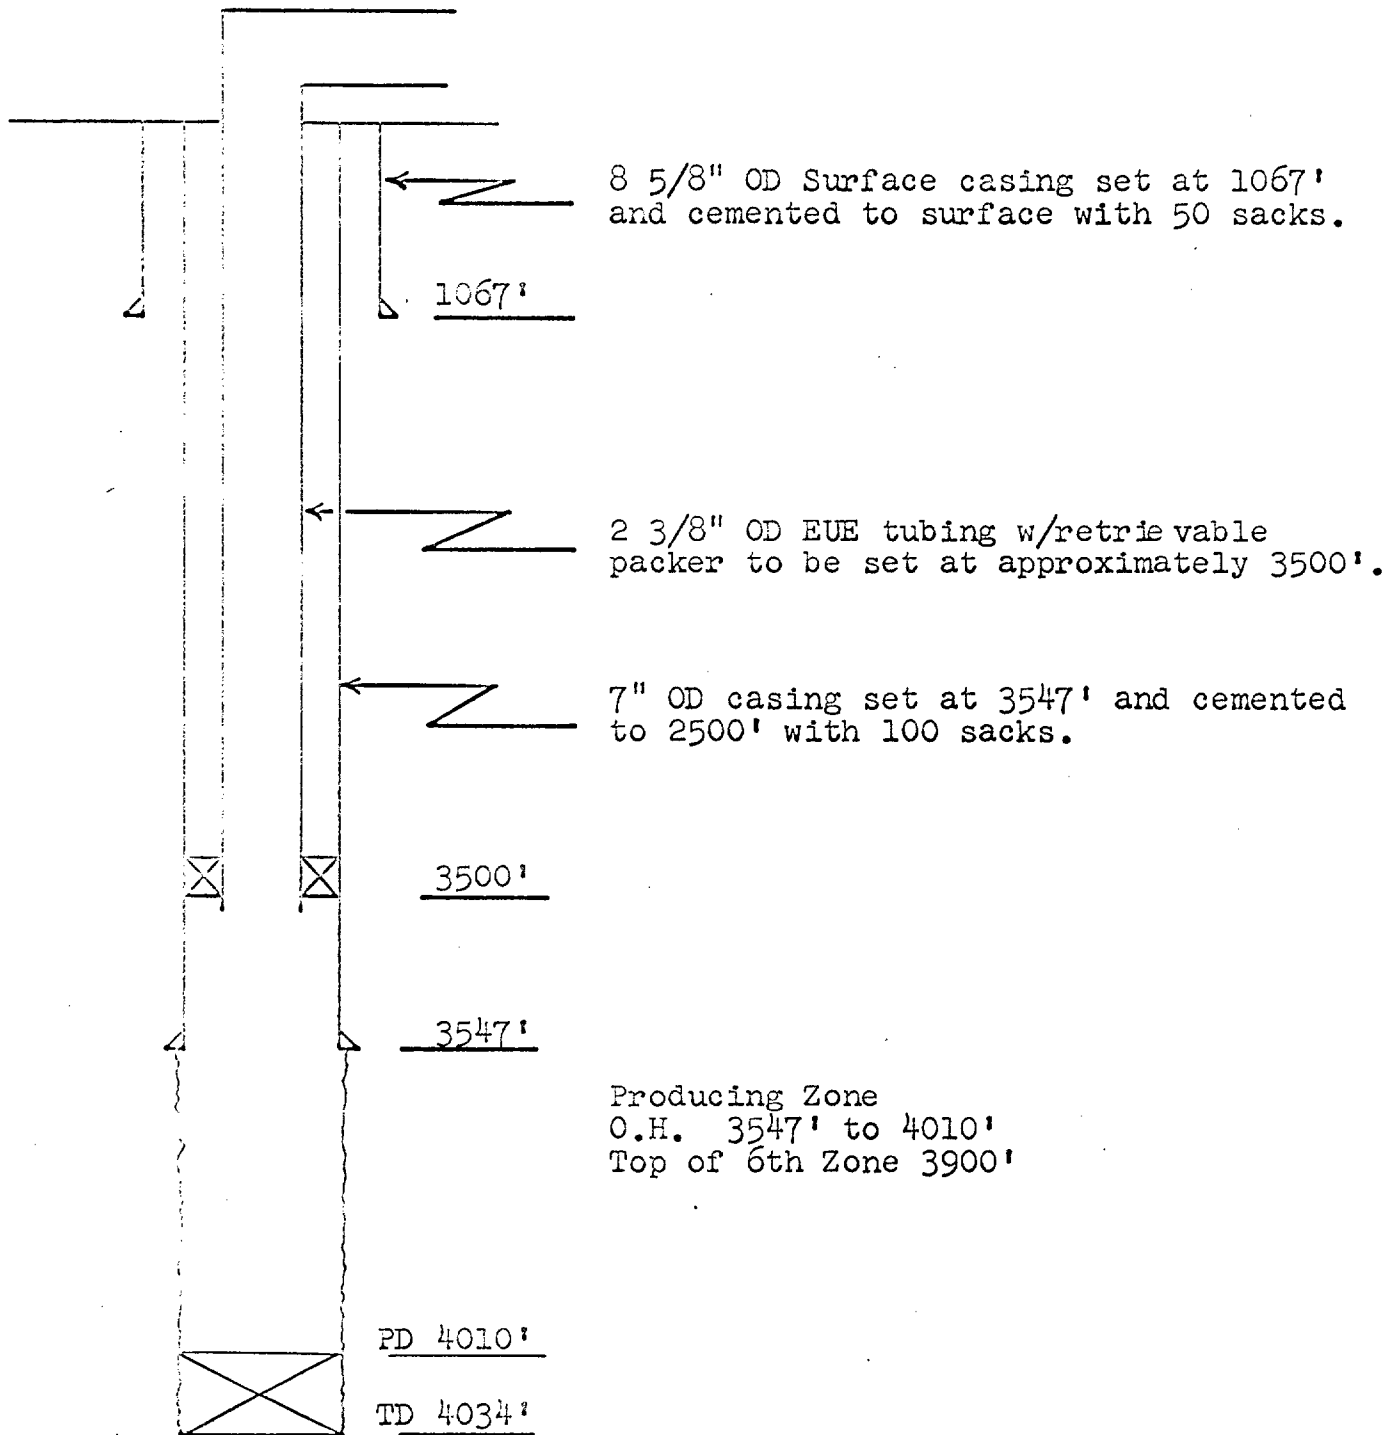 8 5/8" OD Surface casing set at 1067'
and cemented to surface with 50 sacks.
1067'
2 3/8" OD EUE tubing w/retrievable
packer to be set at approximately 3500'.
7" OD casing set at 3547' and cemented
to 2500' with 100 sacks.
3500'
3547'
Producing Zone
O.H. 3547' to 4010'
Top of 6th Zone 3900'
PD 4010'
TD 4034'